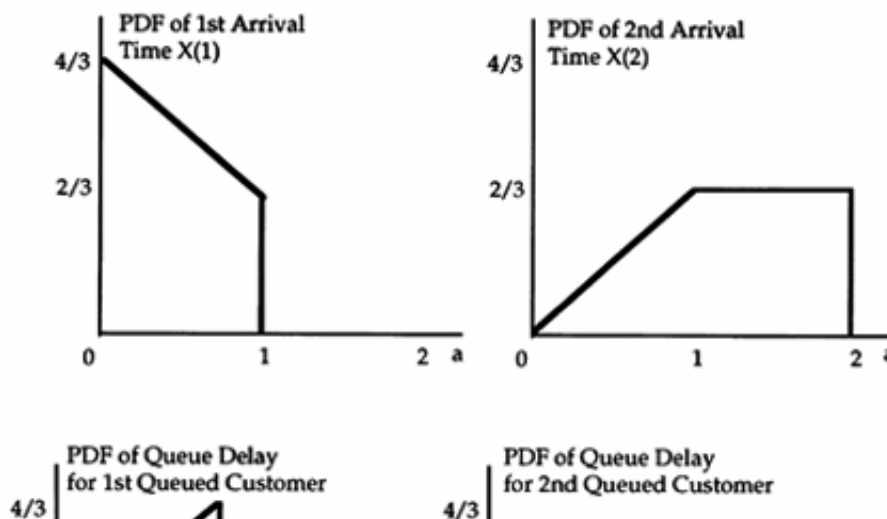 PDF of 1st Arrival
Time X(1)
4/3
2/3
0
1
2
a
PDF of 2nd Arrival
Time X(2)
4/3
2/3
0
1
2
PDF of Queue Delay
for 1st Queued Customer
4/3
PDF of Queue Delay
for 2nd Queued Customer
4/3